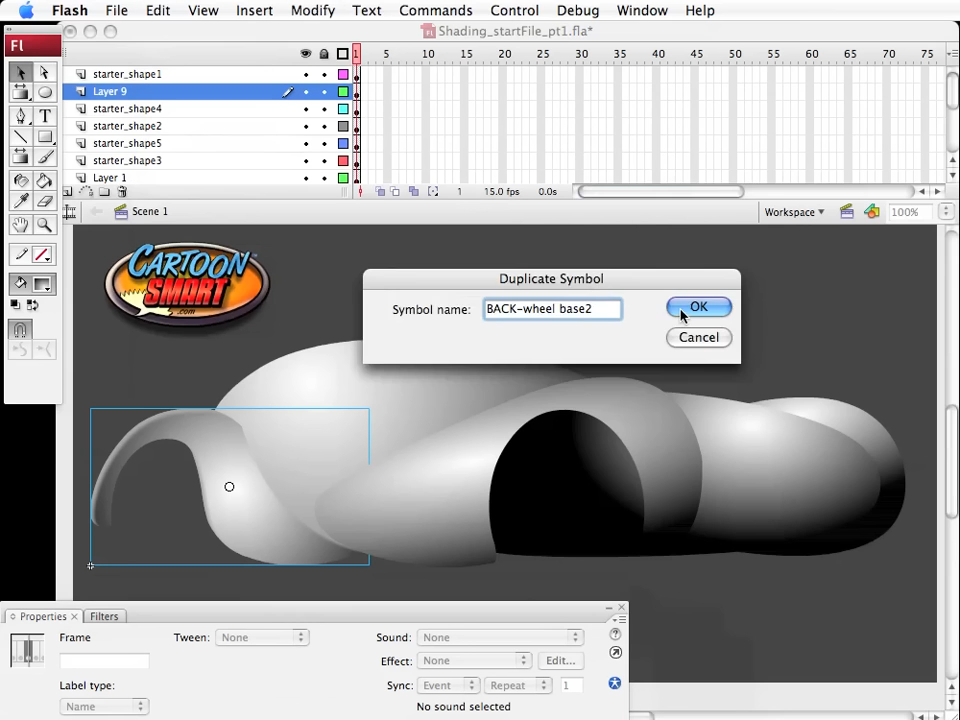 Flash File Edit View Insert Modify Text Commands Control Debug Window Help
Shading_startFile_pt1.fla*
Fl
1 5 10 15 20 25 30 35 40 45 50 55 60 65 70 75
starter_shape1
Layer 9
starter_shape4
starter_shape2
starter_shape5
starter_shape3
Layer 1
1 15.0 fps 0.0s
Scene 1
Workspace
100%
T
CARTOON
SMART
Duplicate Symbol
Symbol name: BACK-wheel base2
OK
Cancel
Properties × Filters
Frame
Tween: None
Sound: None
Effect: None Edit...
Label type:
Sync: Event Repeat 1
Name
No sound selected